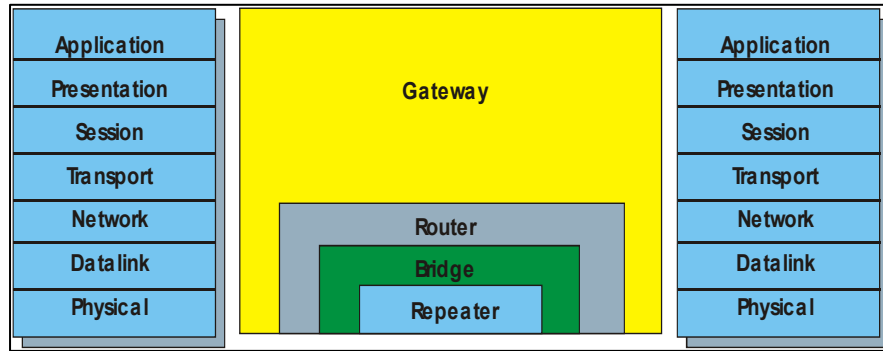 Application
Presentation
Session
Transport
Network
Datalink
Physical
Gateway
Router
Bridge
Repeater
Application
Presentation
Session
Transport
Network
Datalink
Physical